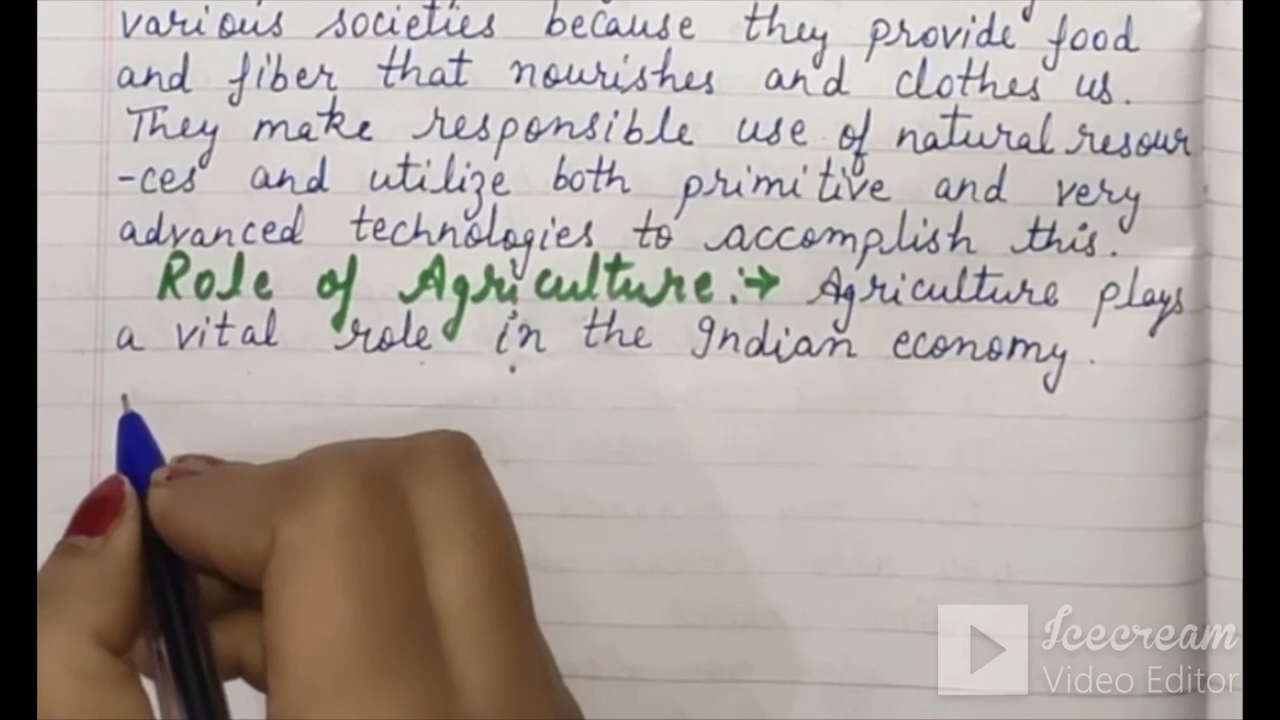 various societies because they provide food
and fiber that nourishes and clothes us.
They make responsible use of natural resour
-ces and utilize both primitive and very
advanced technologies to accomplish this.
Role of Agriculture :→ Agriculture plays
a vital role in the Indian economy.
Icecream
Video Editor